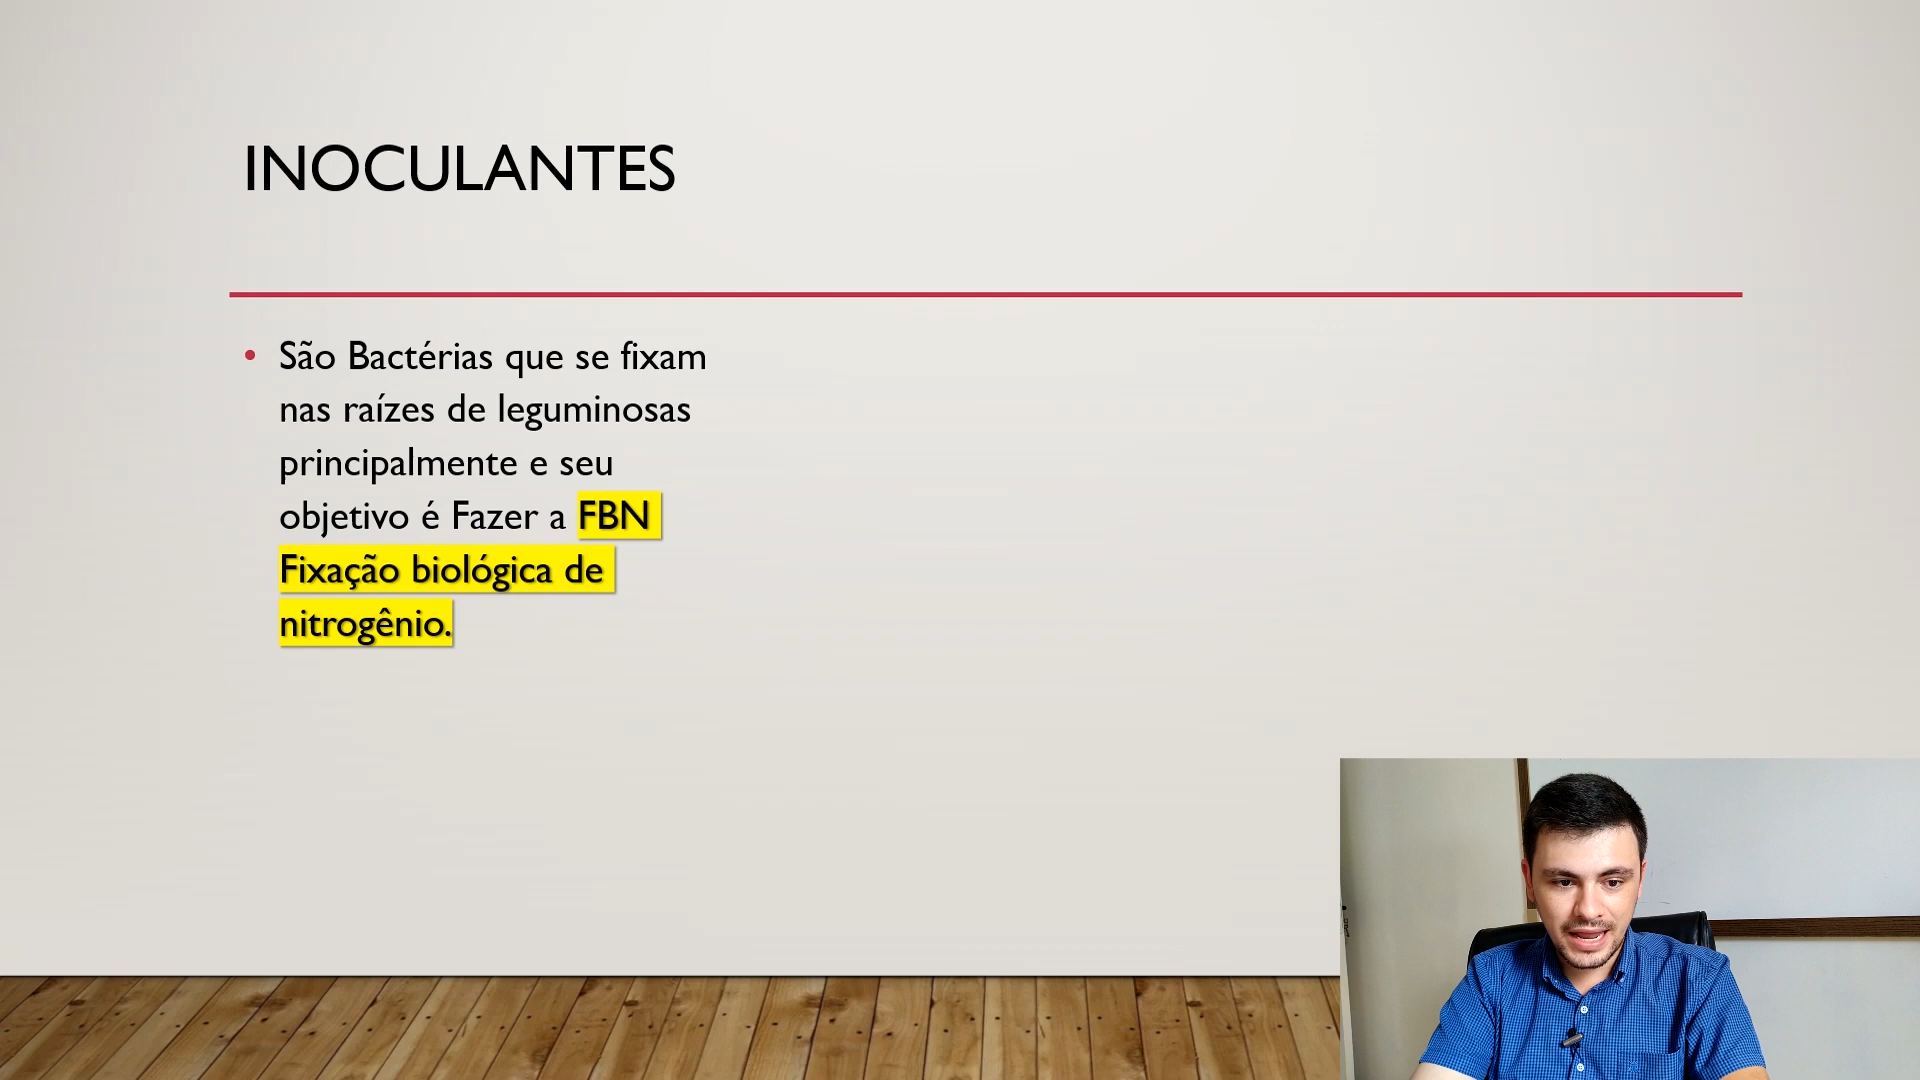 INOCULANTES
• São Bactérias que se fixam
nas raízes de leguminosas
principalmente e seu
objetivo é Fazer a FBN
Fixação biológica de
nitrogênio.